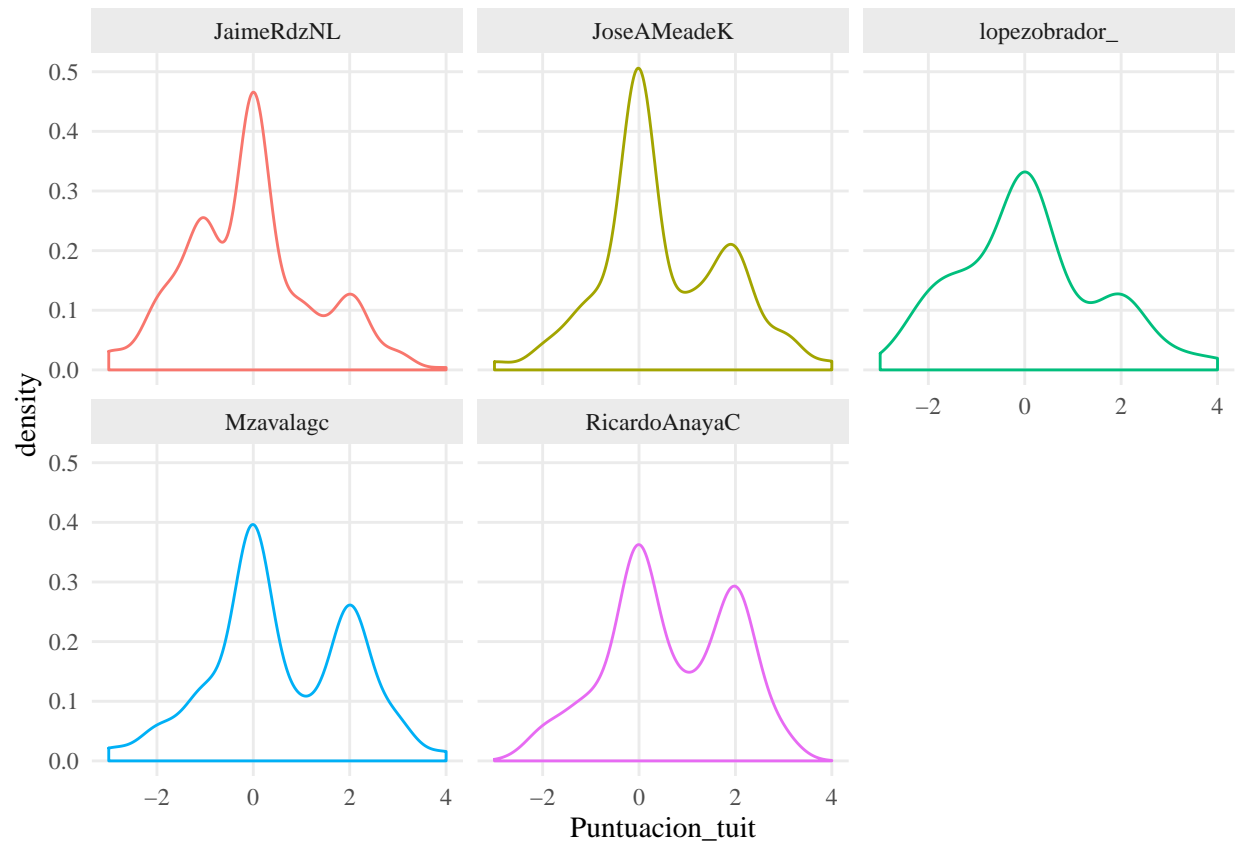 JaimeRdzNL
JoseAMeadeK
lopezobrador_
0.5
0.4
0.3
0.2
0.1
0.0
−2 0 2 4
density
Mzavalagc
RicardoAnayaC
0.5
0.4
0.3
0.2
0.1
0.0
−2 0 2 4
−2 0 2 4
Puntuacion_tuit